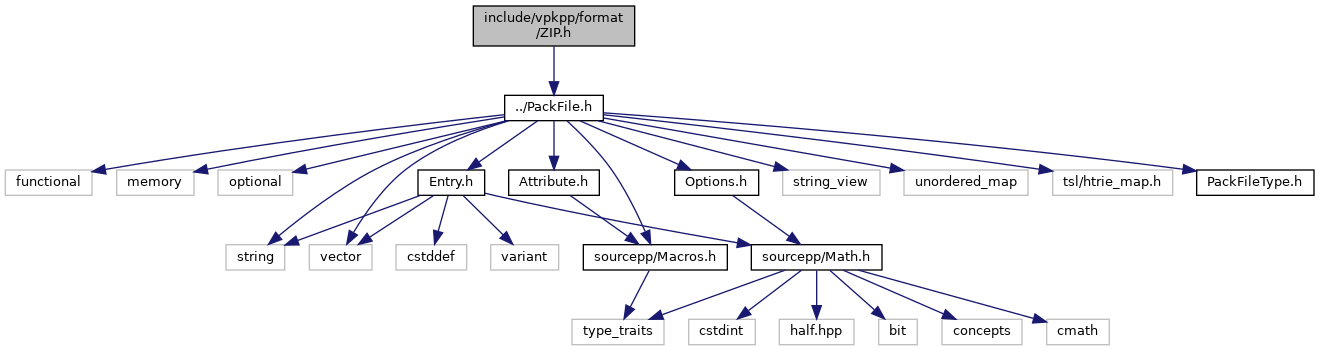 include/vpkpp/format
/ZIP.h
../PackFile.h
functional
memory
optional
Entry.h
Attribute.h
Options.h
string_view
unordered_map
tsl/htrie_map.h
PackFileType.h
string
vector
cstddef
variant
sourcepp/Macros.h
sourcepp/Math.h
type_traits
cstdint
half.hpp
bit
concepts
cmath